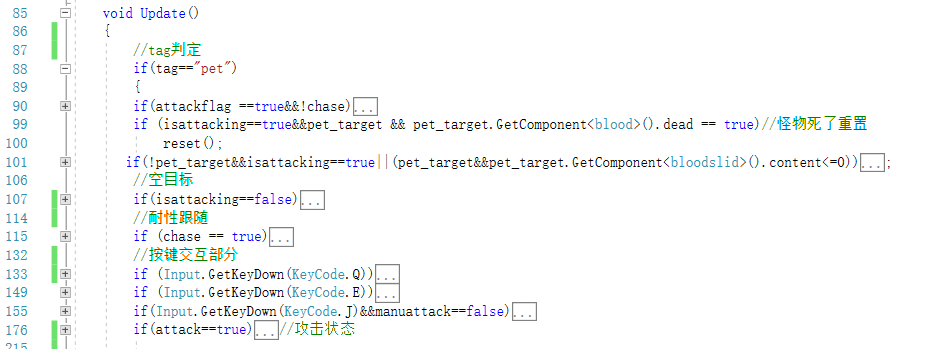 85 void Update()
86 {
87 //tag判定
88 if(tag=="pet")
89 {
90 if(attackflag ==true&&!chase)...
99 if (isattacking==true&&pet_target && pet_target.GetComponent<blood>().dead == true)//怪物死了重置
100 reset();
101 if(!pet_target&&isattacking==true||(pet_target&&pet_target.GetComponent<bloodslid>().content<=0))...;
106 //空目标
107 if(isattacking==false)...
114 //耐性跟随
115 if (chase == true)...
132 //按键交互部分
133 if (Input.GetKeyDown(KeyCode.Q))...
149 if (Input.GetKeyDown(KeyCode.E))...
155 if(Input.GetKeyDown(KeyCode.J)&&manuattack==false)...
176 if(attack==true)...//攻击状态
215